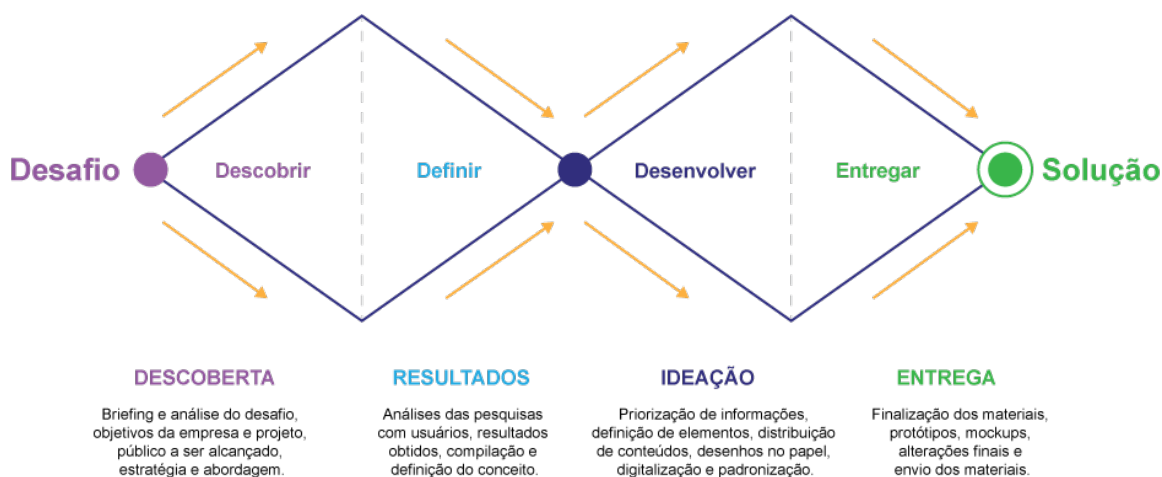 Desafio
Descobrir
Definir
Desenvolver
Entregar
Solução
DESCOBERTA
Briefing e análise do desafio,
objetivos da empresa e projeto,
público a ser alcançado,
estratégia e abordagem.
RESULTADOS
Análises das pesquisas
com usuários, resultados
obtidos, compilação e
definição do conceito.
IDEAÇÃO
Priorização de informações,
definição de elementos, distribuição
de conteúdos, desenhos no papel,
digitalização e padronização.
ENTREGA
Finalização dos materiais,
protótipos, mockups,
alterações finais e
envio dos materiais.